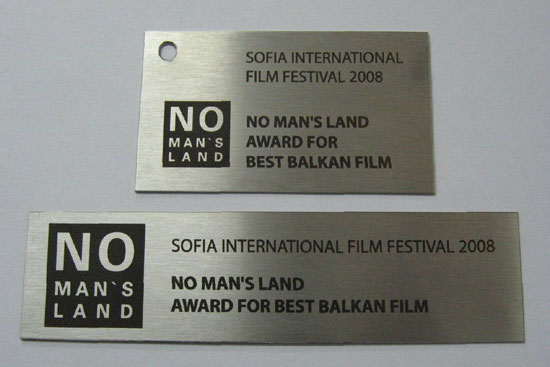 SOFIA INTERNATIONAL
FILM FESTIVAL 2008
NO
MAN`S
LAND
NO MAN'S LAND
AWARD FOR
BEST BALKAN FILM
NO
MAN`S
LAND
SOFIA INTERNATIONAL FILM FESTIVAL 2008
NO MAN'S LAND
AWARD FOR BEST BALKAN FILM